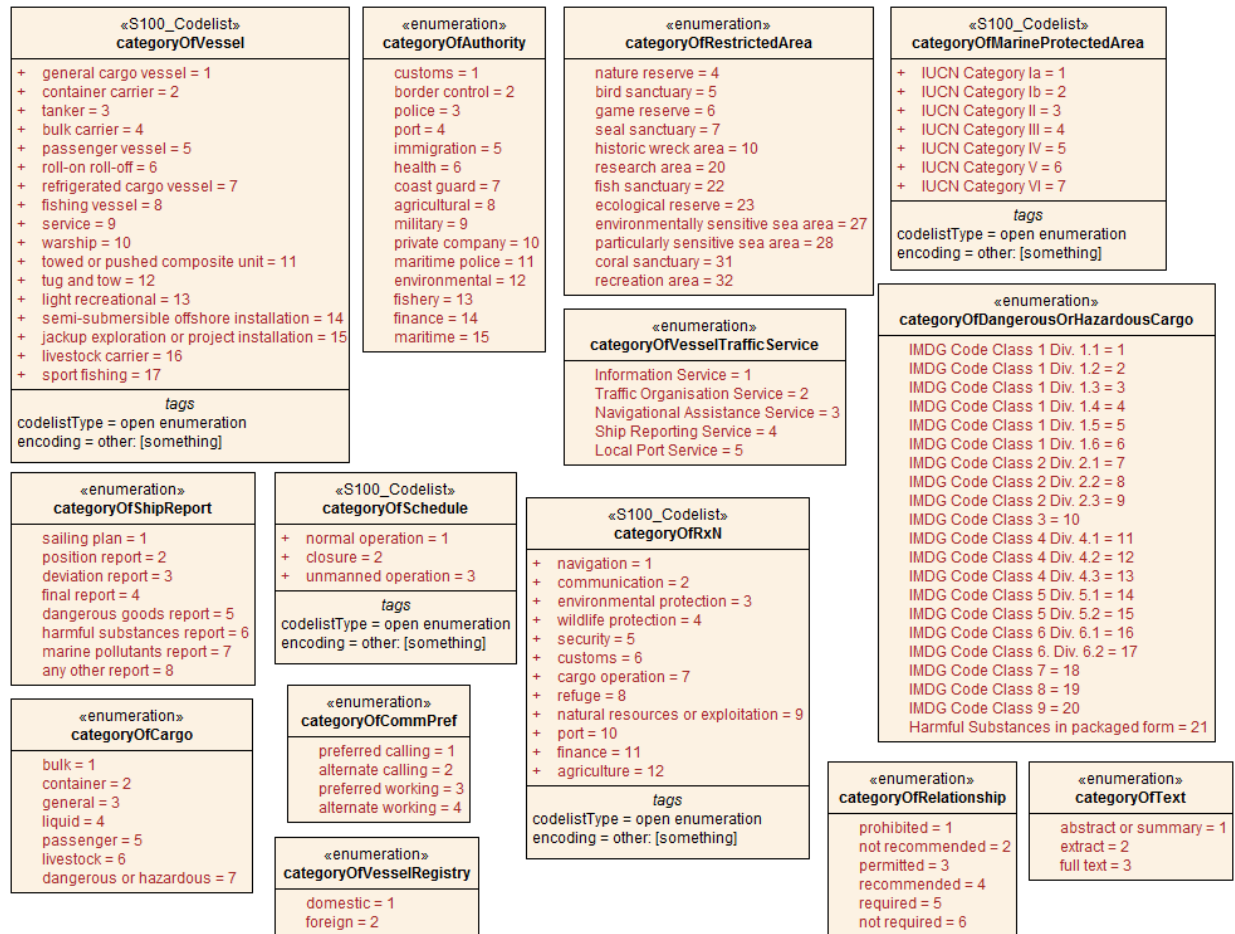 «S100_Codelist»
categoryOfVessel
+ general cargo vessel = 1
+ container carrier = 2
+ tanker = 3
+ bulk carrier = 4
+ passenger vessel = 5
+ roll-on roll-off = 6
+ refrigerated cargo vessel = 7
+ fishing vessel = 8
+ service = 9
+ warship = 10
+ towed or pushed composite unit = 11
+ tug and tow = 12
+ light recreational = 13
+ semi-submersible offshore installation = 14
+ jackup exploration or project installation = 15
+ livestock carrier = 16
+ sport fishing = 17
tags
codelistType = open enumeration
encoding = other: [something]
«enumeration»
categoryOfAuthority
customs = 1
border control = 2
police = 3
port = 4
immigration = 5
health = 6
coast guard = 7
agricultural = 8
military = 9
private company = 10
maritime police = 11
environmental = 12
fishery = 13
finance = 14
maritime = 15
«enumeration»
categoryOfRestrictedArea
nature reserve = 4
bird sanctuary = 5
game reserve = 6
seal sanctuary = 7
historic wreck area = 10
research area = 20
fish sanctuary = 22
ecological reserve = 23
environmentally sensitive sea area = 27
particularly sensitive sea area = 28
coral sanctuary = 31
recreation area = 32
«S100_Codelist»
categoryOfMarineProtectedArea
+ IUCN Category Ia = 1
+ IUCN Category Ib = 2
+ IUCN Category II = 3
+ IUCN Category III = 4
+ IUCN Category IV = 5
+ IUCN Category V = 6
+ IUCN Category VI = 7
tags
codelistType = open enumeration
encoding = other: [something]
«enumeration»
categoryOfVesselTrafficService
Information Service = 1
Traffic Organisation Service = 2
Navigational Assistance Service = 3
Ship Reporting Service = 4
Local Port Service = 5
«enumeration»
categoryOfDangerousOrHazardousCargo
IMDG Code Class 1 Div. 1.1 = 1
IMDG Code Class 1 Div. 1.2 = 2
IMDG Code Class 1 Div. 1.3 = 3
IMDG Code Class 1 Div. 1.4 = 4
IMDG Code Class 1 Div. 1.5 = 5
IMDG Code Class 1 Div. 1.6 = 6
IMDG Code Class 2 Div. 2.1 = 7
IMDG Code Class 2 Div. 2.2 = 8
IMDG Code Class 2 Div. 2.3 = 9
IMDG Code Class 3 = 10
IMDG Code Class 4 Div. 4.1 = 11
IMDG Code Class 4 Div. 4.2 = 12
IMDG Code Class 4 Div. 4.3 = 13
IMDG Code Class 5 Div. 5.1 = 14
IMDG Code Class 5 Div. 5.2 = 15
IMDG Code Class 6 Div. 6.1 = 16
IMDG Code Class 6. Div. 6.2 = 17
IMDG Code Class 7 = 18
IMDG Code Class 8 = 19
IMDG Code Class 9 = 20
Harmful Substances in packaged form = 21
«enumeration»
categoryOfShipReport
sailing plan = 1
position report = 2
deviation report = 3
final report = 4
dangerous goods report = 5
harmful substances report = 6
marine pollutants report = 7
any other report = 8
«S100_Codelist»
categoryOfSchedule
+ normal operation = 1
+ closure = 2
+ unmanned operation = 3
tags
codelistType = open enumeration
encoding = other: [something]
«S100_Codelist»
categoryOfRxN
+ navigation = 1
+ communication = 2
+ environmental protection = 3
+ wildlife protection = 4
+ security = 5
+ customs = 6
+ cargo operation = 7
+ refuge = 8
+ natural resources or exploitation = 9
+ port = 10
+ finance = 11
+ agriculture = 12
tags
codelistType = open enumeration
encoding = other: [something]
«enumeration»
categoryOfCargo
bulk = 1
container = 2
general = 3
liquid = 4
passenger = 5
livestock = 6
dangerous or hazardous = 7
«enumeration»
categoryOfCommPref
preferred calling = 1
alternate calling = 2
preferred working = 3
alternate working = 4
«enumeration»
categoryOfVesselRegistry
domestic = 1
foreign = 2
«enumeration»
categoryOfRelationship
prohibited = 1
not recommended = 2
permitted = 3
recommended = 4
required = 5
not required = 6
«enumeration»
categoryOfText
abstract or summary = 1
extract = 2
full text = 3